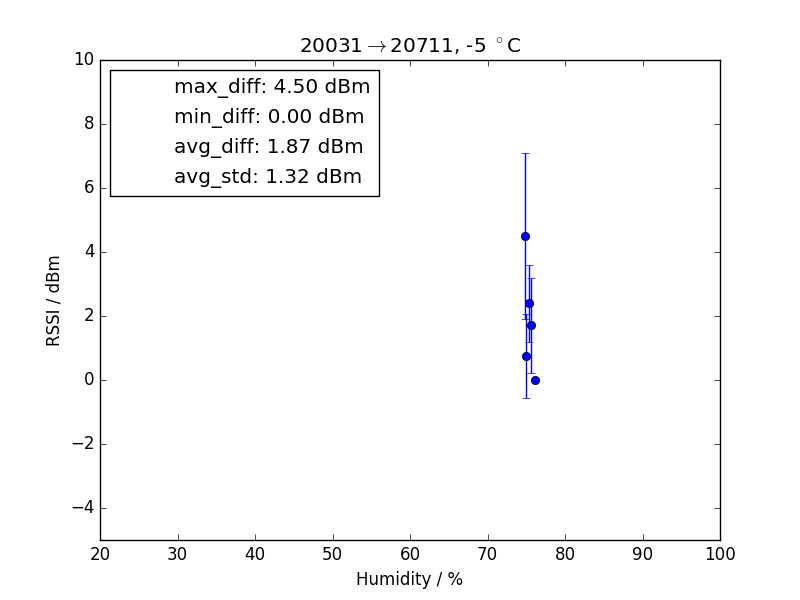 20031→20711, -5 °C
max_diff: 4.50 dBm
min_diff: 0.00 dBm
avg_diff: 1.87 dBm
avg_std: 1.32 dBm
RSSI / dBm
10
8
6
4
2
0
−2
−4
20 30 40 50 60 70 80 90 100
Humidity / %